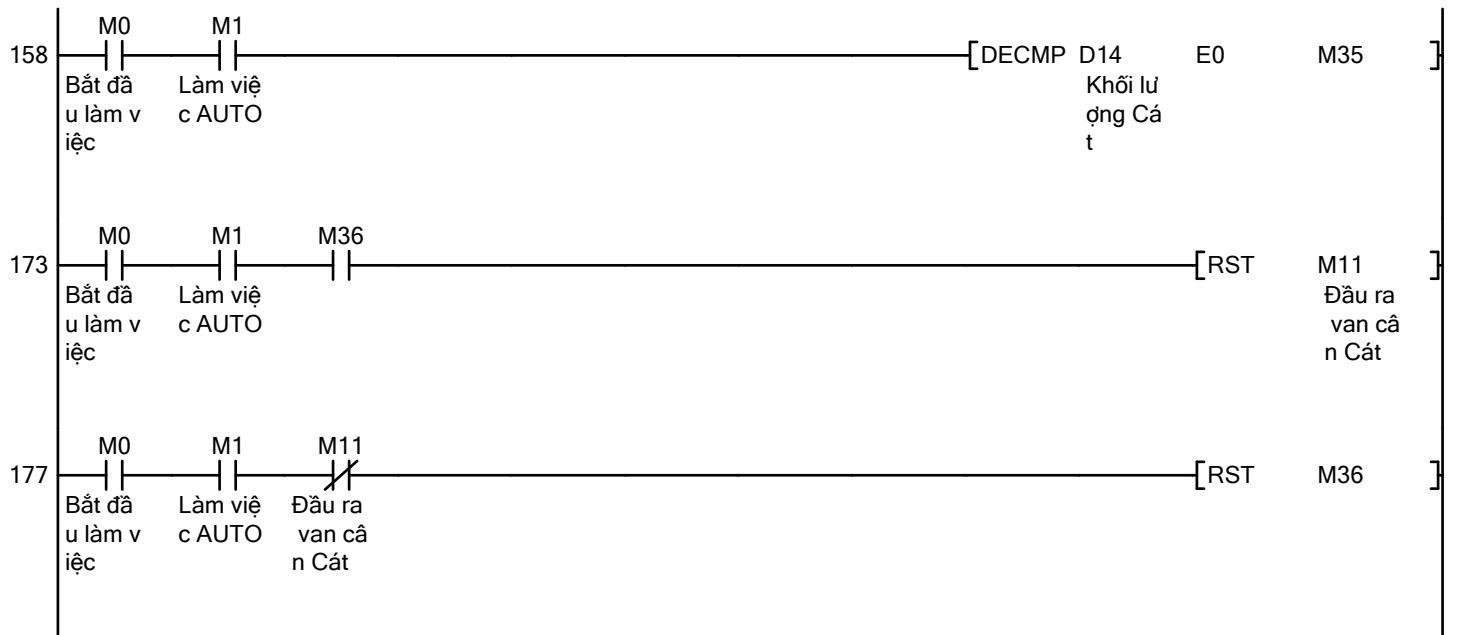 M0 M1
158 DECMP D14 E0 M35
Bắt đầ Làm việ Khối lư
u làm v c AUTO ợng Cá
iệc t
M0 M1 M36
173 RST M11
Bắt đầ Làm việ Đầu ra
u làm v c AUTO van câ
iệc n Cát
M0 M1 M11
177 RST M36
Bắt đầ Làm việ Đầu ra
u làm v c AUTO van câ
iệc n Cát